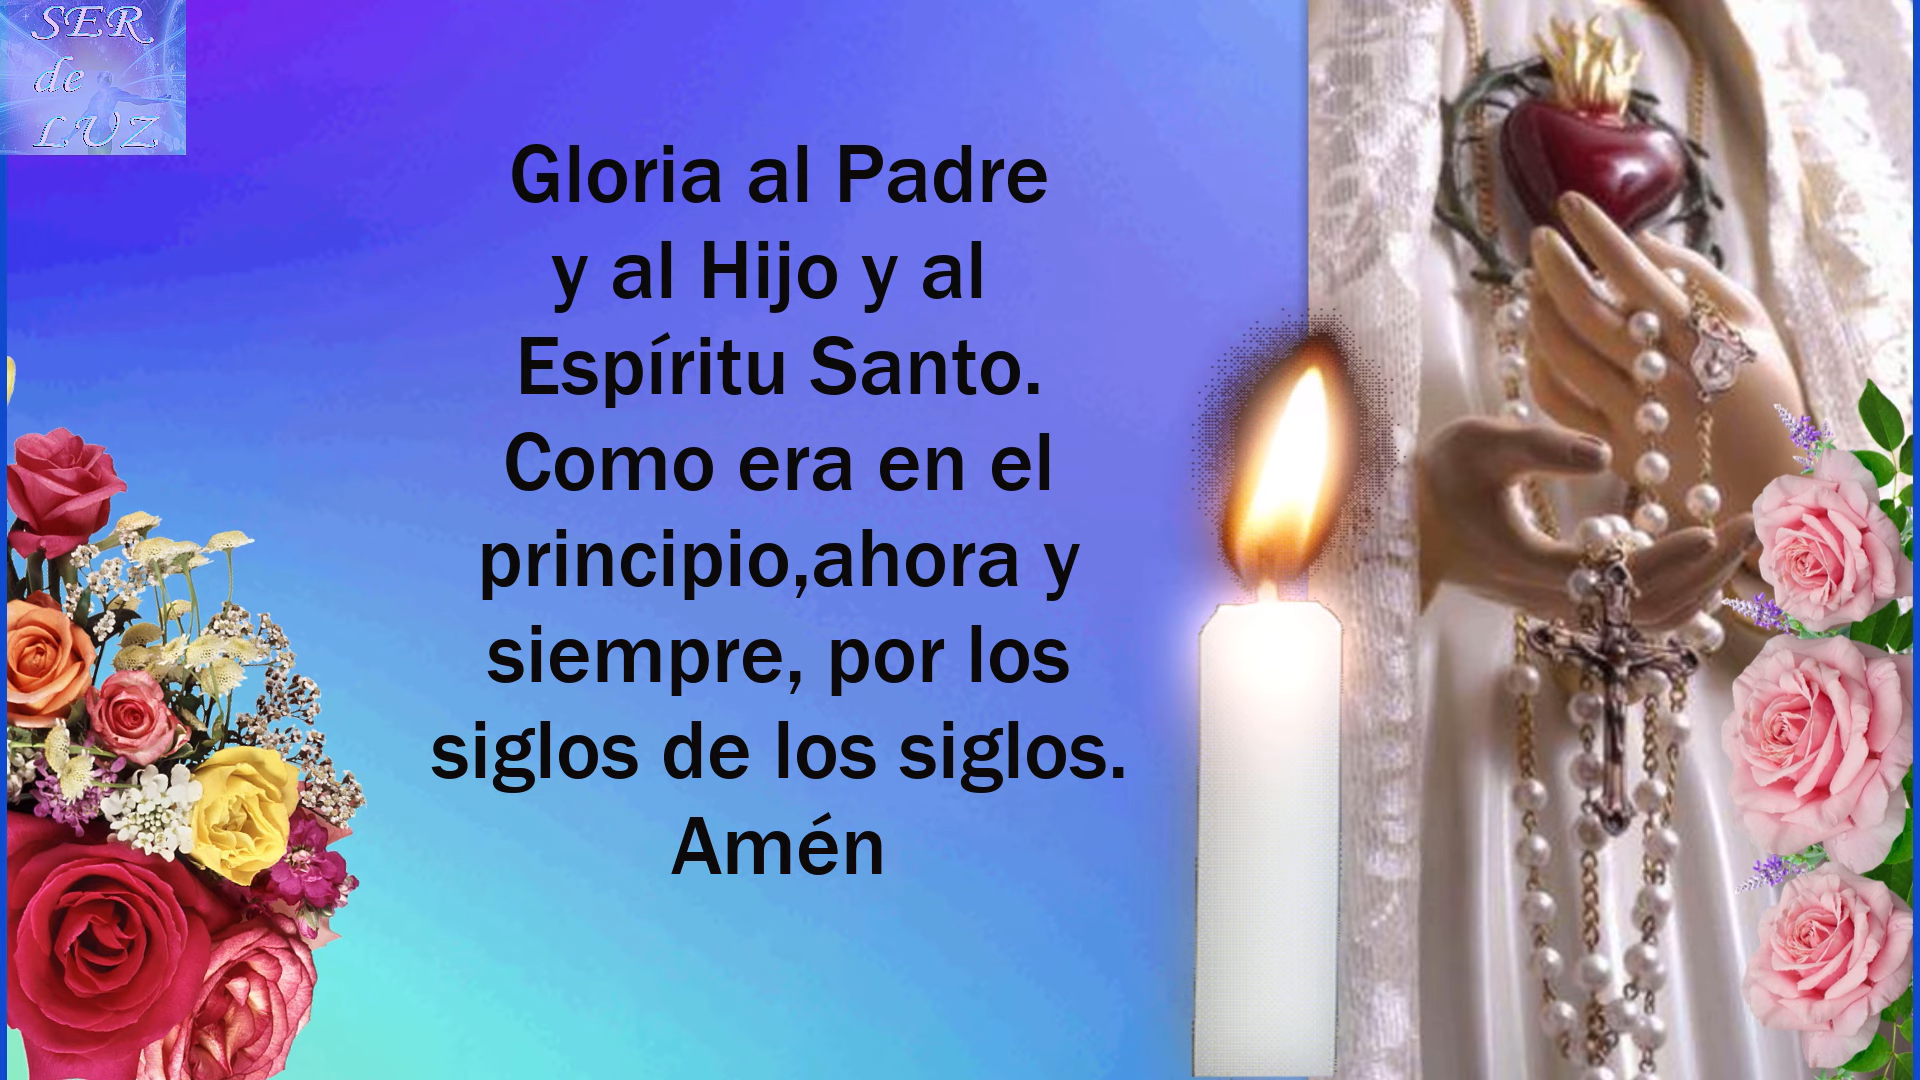 SER
de
LUZ
Gloria al Padre
y al Hijo y al
Espíritu Santo.
Como era en el
principio,ahora y
siempre, por los
siglos de los siglos.
Amén